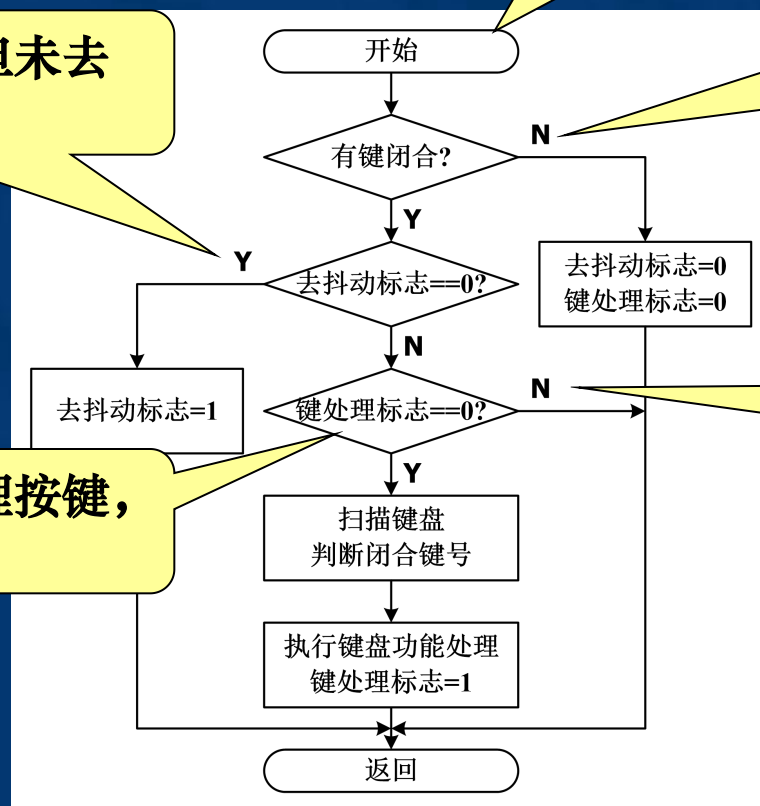 但未去
开始
N
有键闭合?
Y
Y
去抖动标志==0?
去抖动标志=0
键处理标志=0
N
去抖动标志=1
键处理标志==0?
N
理按键，
Y
扫描键盘
判断闭合键号
执行键盘功能处理
键处理标志=1
返回